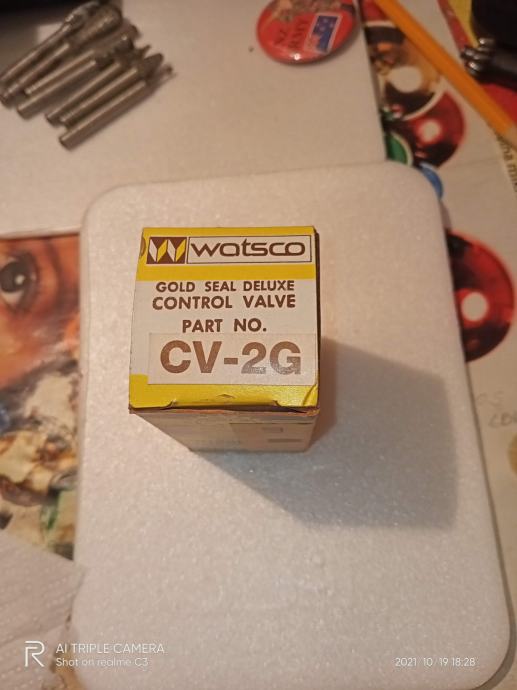 watsco
GOLD SEAL DELUXE
CONTROL VALVE
PART NO.
CV-2G
R
AI TRIPLE CAMERA
Shot on realme C3
2021/10/19 18:28